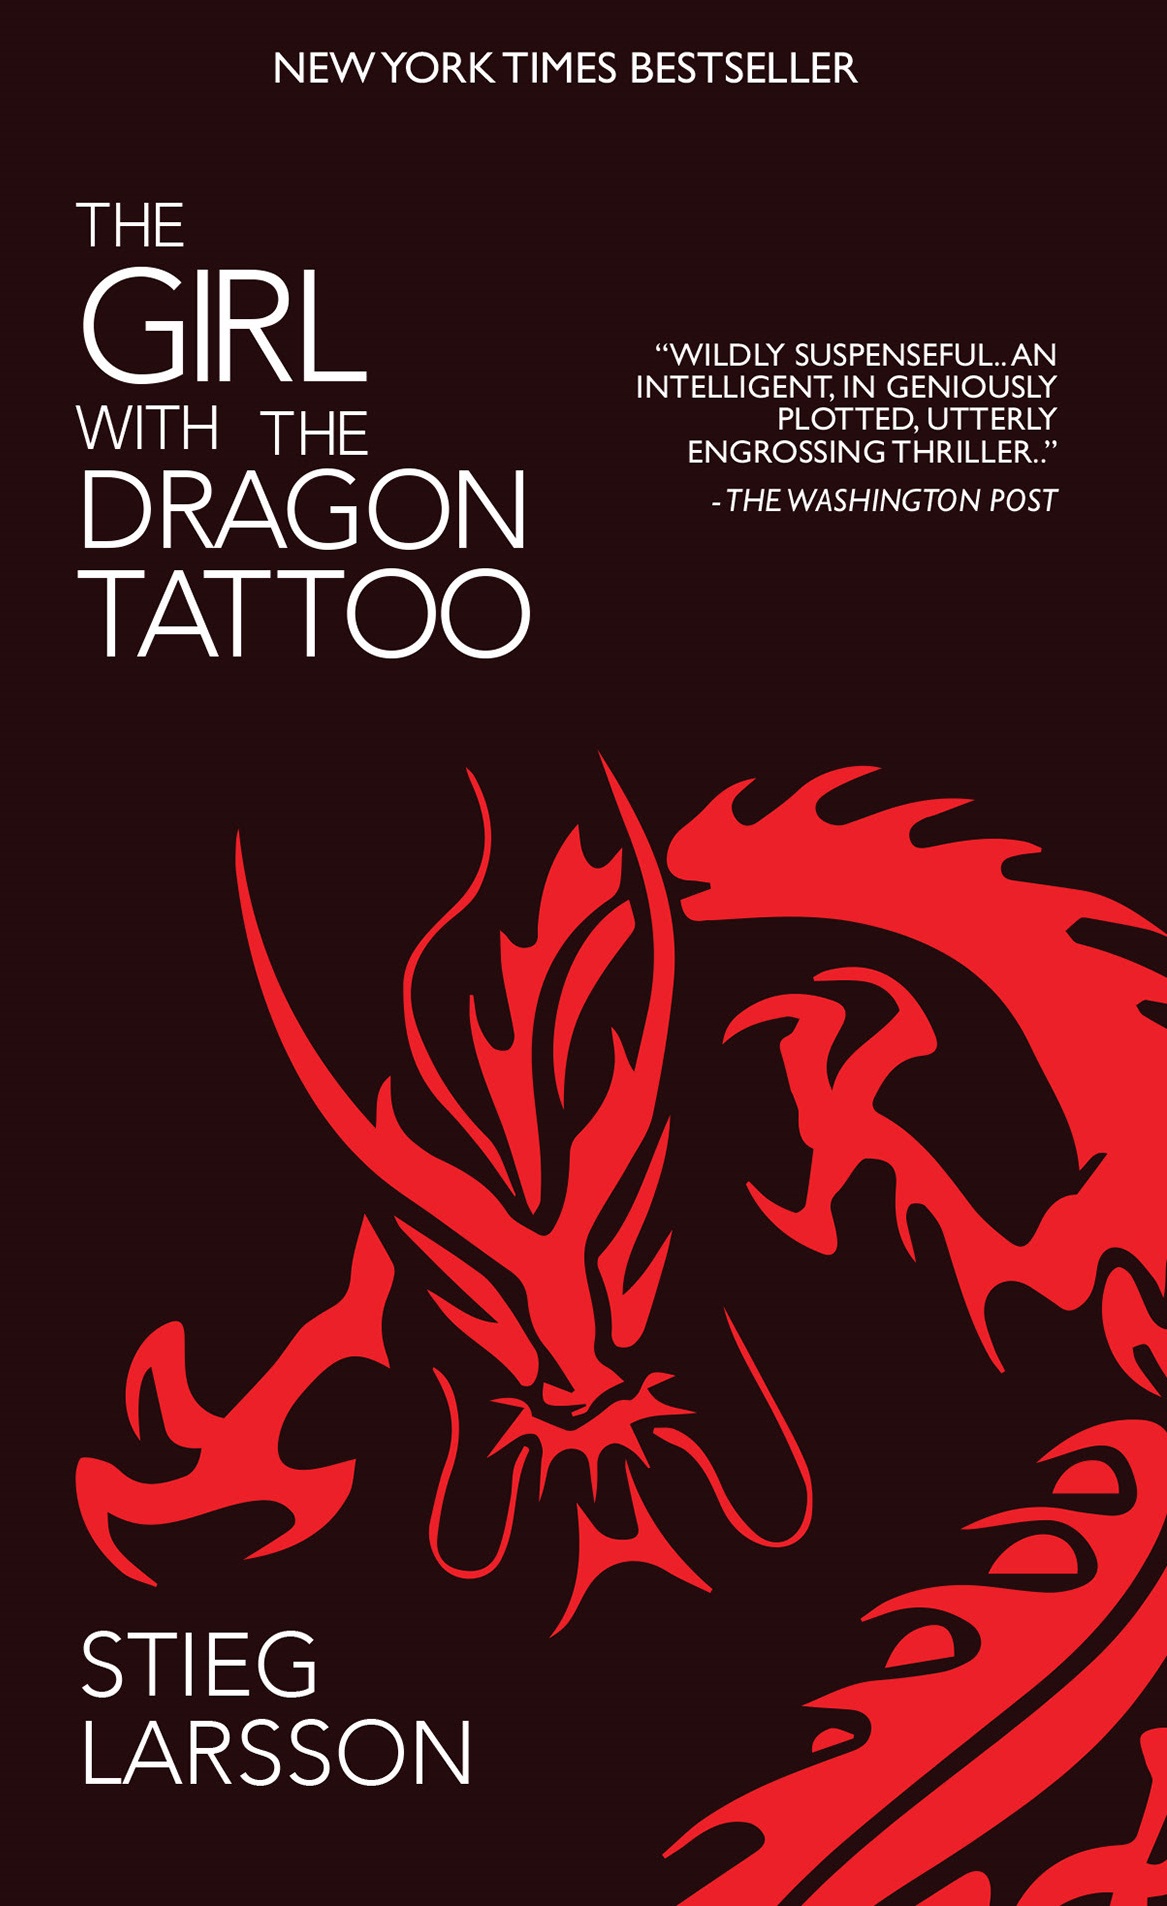 NEW YORK TIMES BESTSELLER
THE
GIRL
WITH THE
DRAGON
TATTOO
“WILDLY SUSPENSEFUL.. AN
INTELLIGENT, IN GENIOUSLY
PLOTTED, UTTERLY
ENGROSSING THRILLER..”
- THE WASHINGTON POST
STIEG
LARSSON